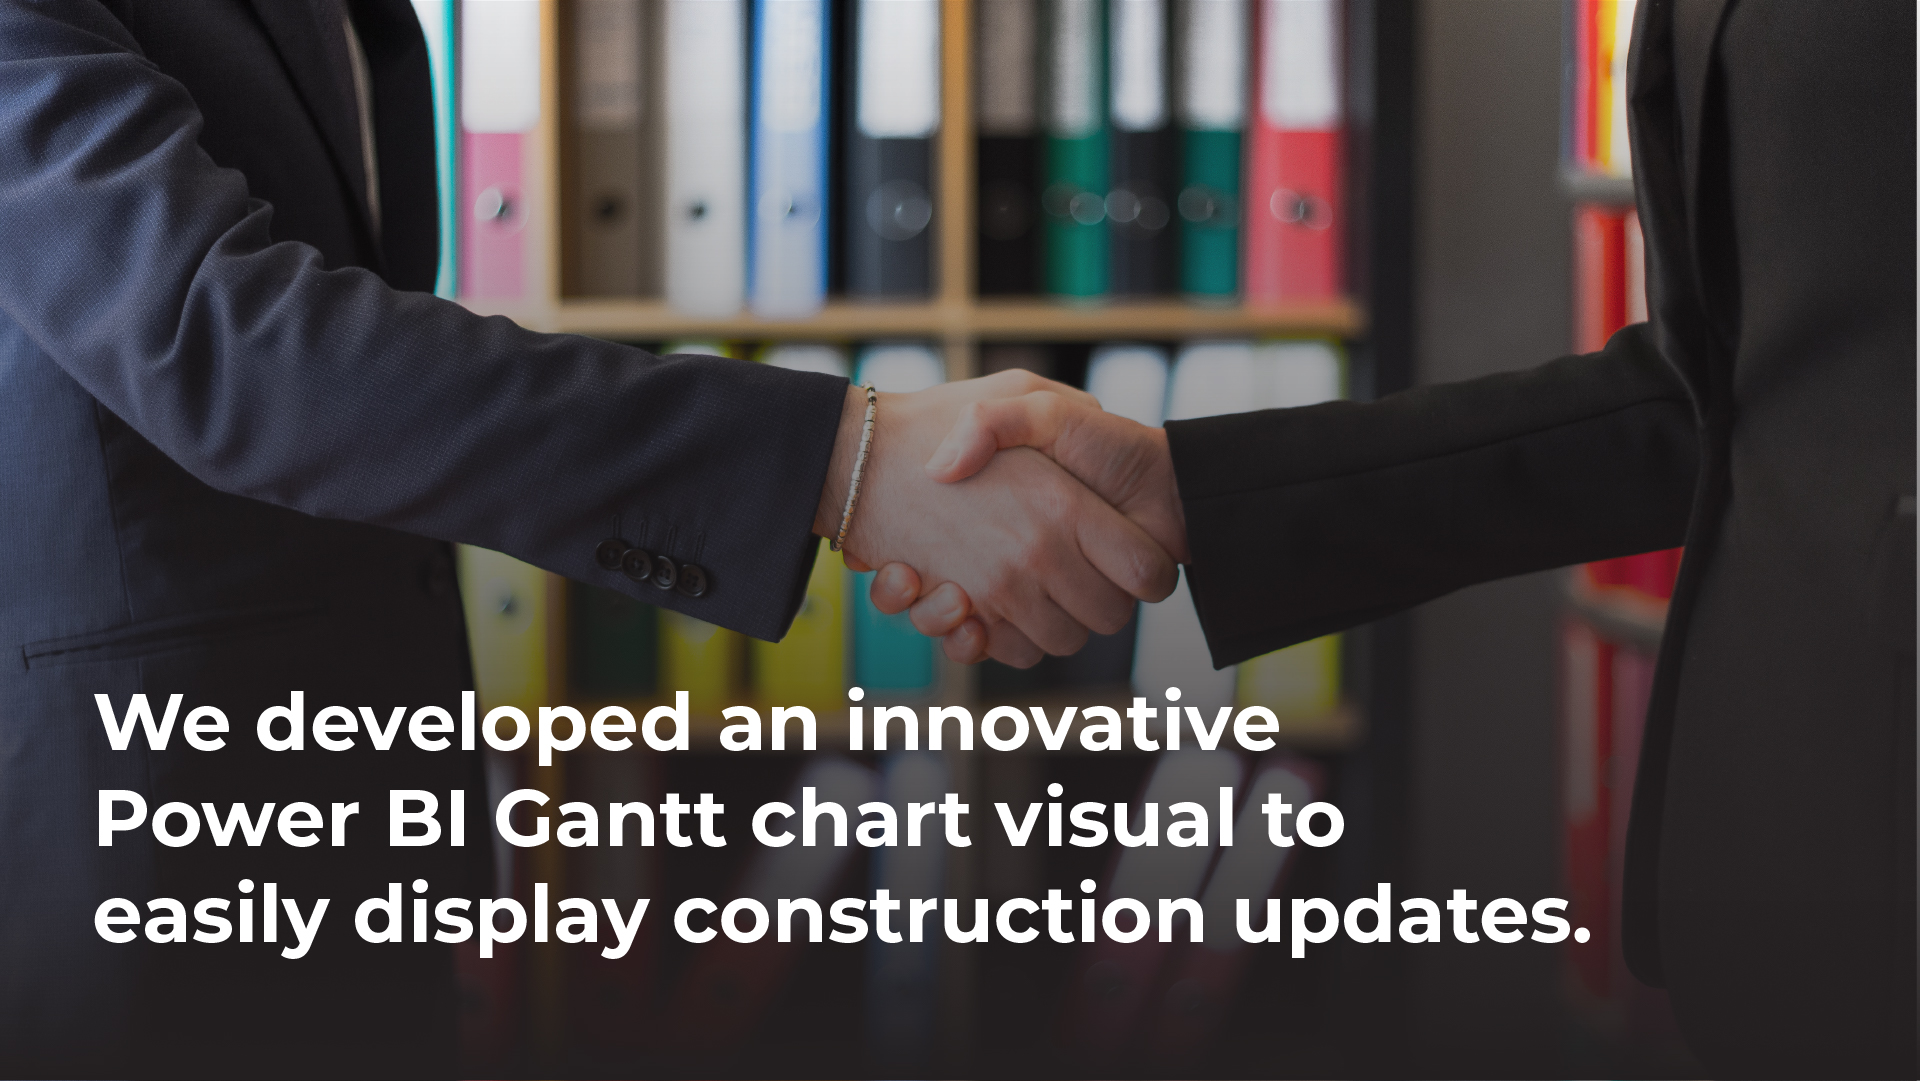 We developed an innovative
Power BI Gantt chart visual to
easily display construction updates.